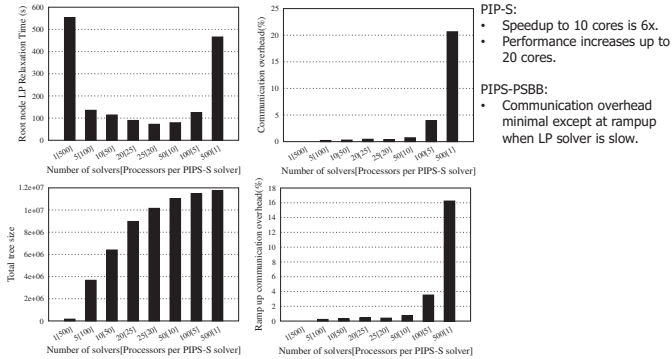 600
500
400
300
200
100
0
Root node LP Relaxation Time (s)
1[500]
5[100]
10[50]
20[25]
25[20]
50[10]
100[5]
500[1]
Number of solvers[Processors per PIPS-S solver]
25
20
15
10
5
0
Communication overhead(%)
1[500]
5[100]
10[50]
20[25]
25[20]
50[10]
100[5]
500[1]
Number of solvers[Processors per PIPS-S solver]
PIP-S:
• Speedup to 10 cores is 6x.
• Performance increases up to
20 cores.
PIPS-PSBB:
• Communication overhead
minimal except at rampup
when LP solver is slow.
1.2e+07
1e+07
8e+06
6e+06
4e+06
2e+06
0
Total tree size
1[500]
5[100]
10[50]
20[25]
25[20]
50[10]
100[5]
500[1]
Number of solvers[Processors per PIPS-S solver]
18
16
14
12
10
8
6
4
2
0
Ramp up communication overhead(%)
1[500]
5[100]
10[50]
20[25]
25[20]
50[10]
100[5]
500[1]
Number of solvers[Processors per PIPS-S solver]